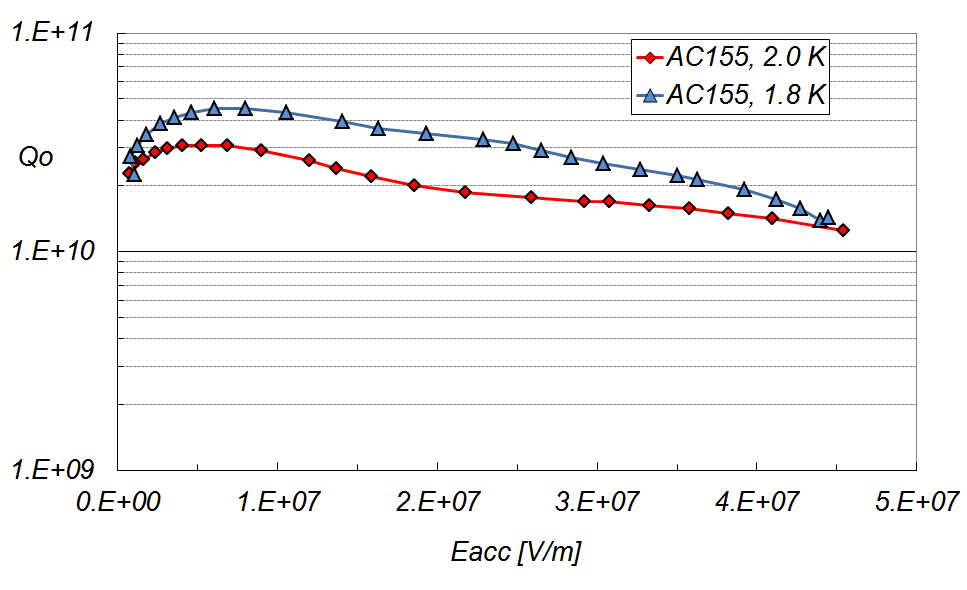 1.E+11
AC155, 2.0 K
AC155, 1.8 K
Qo
1.E+10
1.E+09
0.E+00 1.E+07 2.E+07 3.E+07 4.E+07 5.E+07
Eacc [V/m]